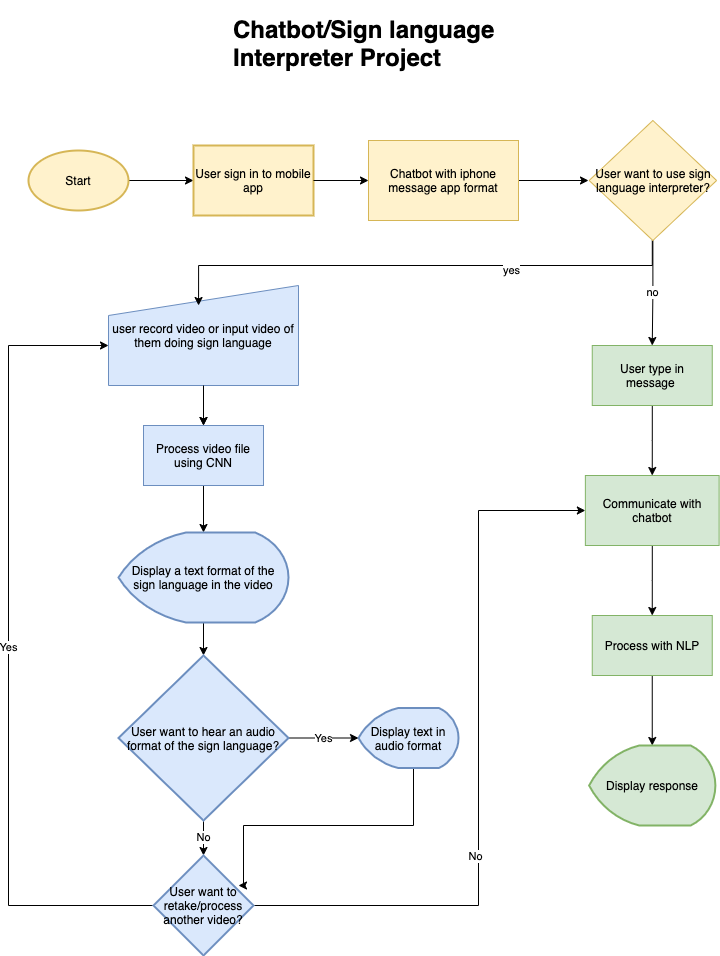 Chatbot/Sign language
Interpreter Project
Start
User sign in to mobile
app
Chatbot with iphone
message app format
User want to use sign
language interpreter?
yes
no
user record video or input video of
them doing sign language
User type in
message
Process video file
using CNN
Communicate with
chatbot
Display a text format of the
sign language in the video
Process with NLP
Yes
User want to hear an audio
format of the sign language?
Yes
Display text in
audio format
Display response
No
No
User want to
retake/process
another video?